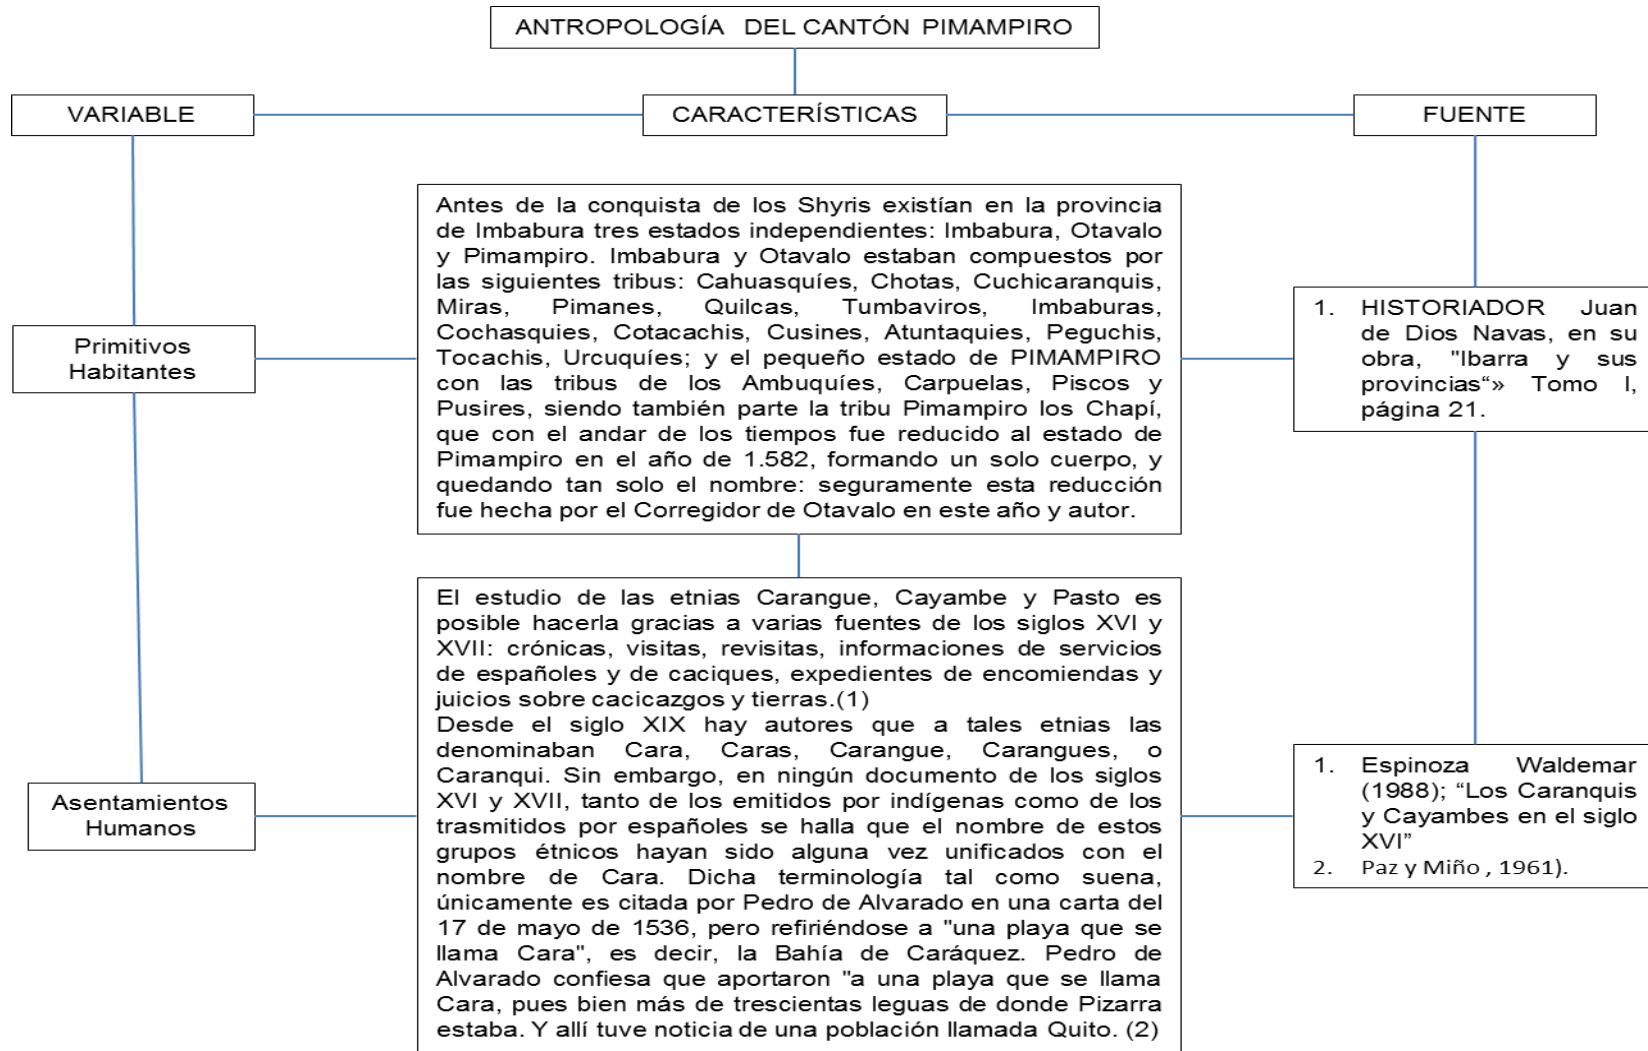 ANTROPOLOGÍA DEL CANTÓN PIMAMPIRO
VARIABLE
CARACTERÍSTICAS
FUENTE
Primitivos
Habitantes
Antes de la conquista de los Shyris existían en la provincia
de Imbabura tres estados independientes: Imbabura, Otavalo
y Pimampiro. Imbabura y Otavalo estaban compuestos por
las siguientes tribus: Cahuasquíes, Chotas, Cuchicaranquis,
Miras, Pimanes, Quilcas, Tumbaviros, Imbaburas,
Cochasquies, Cotacachis, Cusines, Atuntaquies, Peguchis,
Tocachis, Urcuquíes; y el pequeño estado de PIMAMPIRO
con las tribus de los Ambuquíes, Carpuelas, Piscos y
Pusires, siendo también parte la tribu Pimampiro los Chapí,
que con el andar de los tiempos fue reducido al estado de
Pimampiro en el año de 1.582, formando un solo cuerpo, y
quedando tan solo el nombre: seguramente esta reducción
fue hecha por el Corregidor de Otavalo en este año y autor.
1. HISTORIADOR Juan
de Dios Navas, en su
obra, "Ibarra y sus
provincias“» Tomo I,
página 21.
Asentamientos
Humanos
El estudio de las etnias Carangue, Cayambe y Pasto es
posible hacerla gracias a varias fuentes de los siglos XVI y
XVII: crónicas, visitas, revisitas, informaciones de servicios
de españoles y de caciques, expedientes de encomiendas y
juicios sobre cacicazgos y tierras.(1)
Desde el siglo XIX hay autores que a tales etnias las
denominaban Cara, Caras, Carangue, Carangues, o
Caranqui. Sin embargo, en ningún documento de los siglos
XVI y XVII, tanto de los emitidos por indígenas como de los
trasmitidos por españoles se halla que el nombre de estos
grupos étnicos hayan sido alguna vez unificados con el
nombre de Cara. Dicha terminología tal como suena,
únicamente es citada por Pedro de Alvarado en una carta del
17 de mayo de 1536, pero refiriéndose a "una playa que se
llama Cara", es decir, la Bahía de Caráquez. Pedro de
Alvarado confiesa que aportaron "a una playa que se llama
Cara, pues bien más de trescientas leguas de donde Pizarra
estaba. Y allí tuve noticia de una población llamada Quito. (2)
1. Espinoza Waldemar
(1988); “Los Caranquis
y Cayambes en el siglo
XVI”
2. Paz y Miño , 1961).